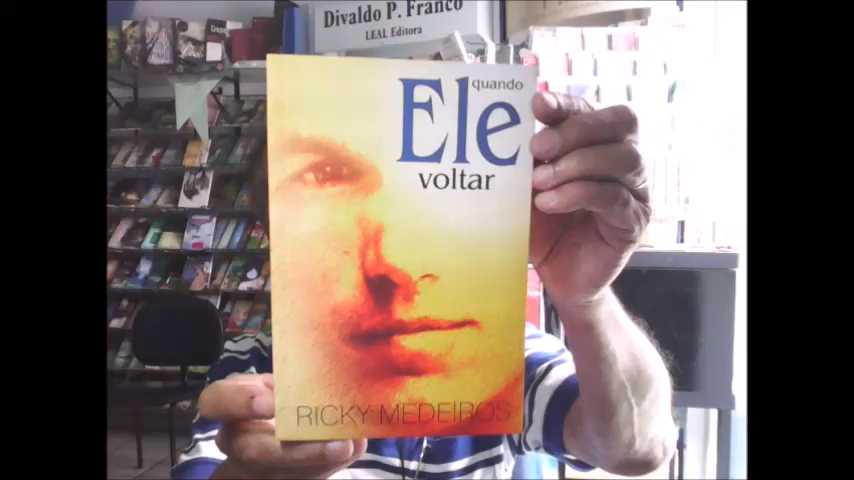 Divaldo P. Franco
LEAL Editora
quando
Ele
voltar
RICKY MEDEIROS